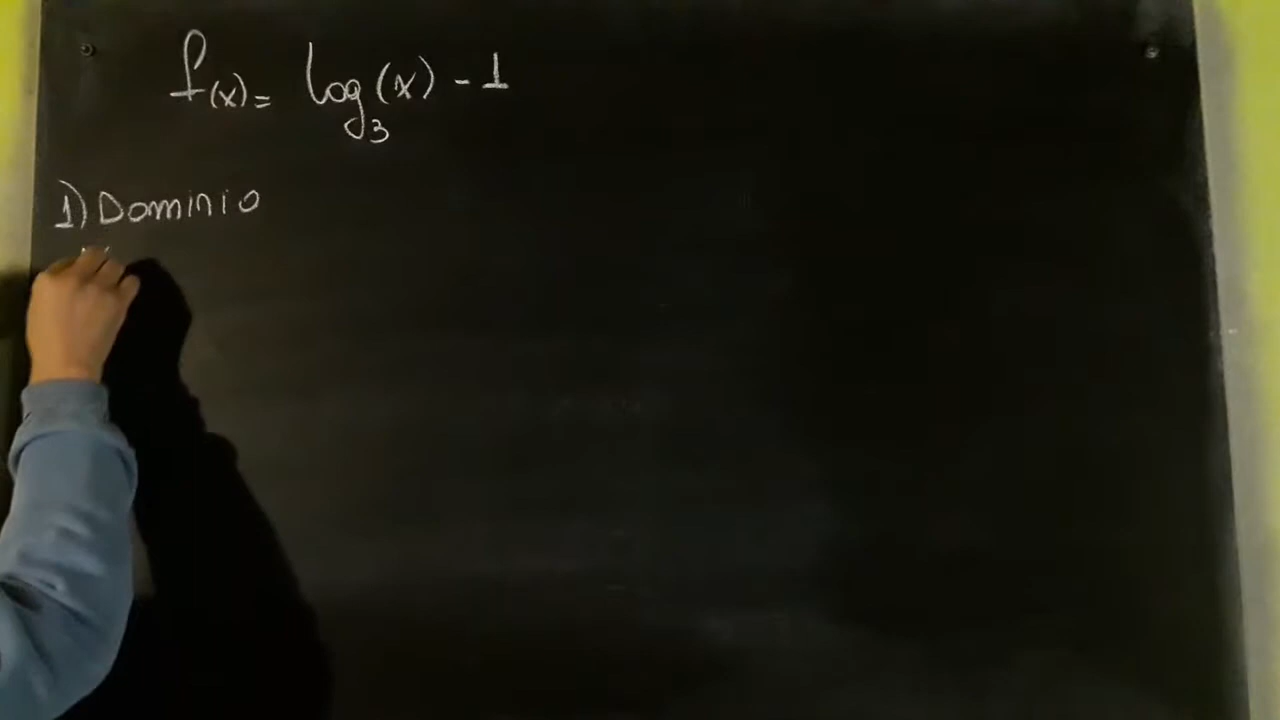 f(x) = log₃(x) - 1
1) Dominio